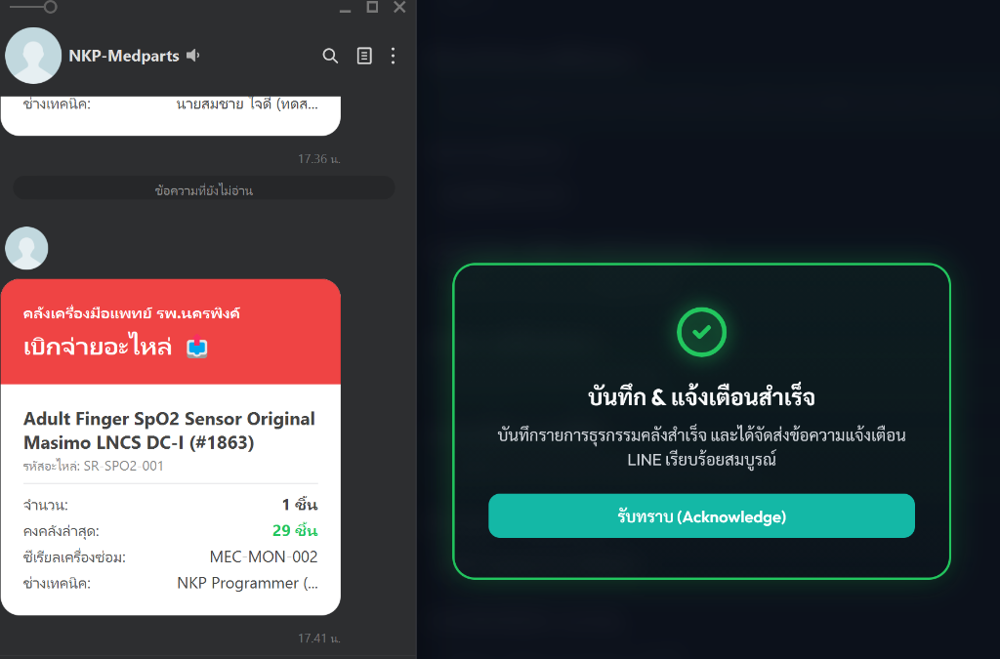 NKP-Medparts
ช่างเทคนิค: นายสมชาย ใจดี (ทดส...
17.36 น.
ข้อความที่ยังไม่อ่าน
คลังเครื่องมือแพทย์ รพ.นครพิงค์
เบิกจ่ายอะไหล่
Adult Finger SpO2 Sensor Original
Masimo LNCS DC-I (#1863)
รหัสอะไหล่: SR-SPO2-001
จำนวน: 1 ชิ้น
คงคลังล่าสุด: 29 ชิ้น
ซีเรียลเครื่องซ่อม: MEC-MON-002
ช่างเทคนิค: NKP Programmer (...
17.41 น.
บันทึก & แจ้งเตือนสำเร็จ
บันทึกรายการธุรกรรมคลังสำเร็จ และได้จัดส่งข้อความแจ้งเตือน
LINE เรียบร้อยสมบูรณ์
รับทราบ (Acknowledge)